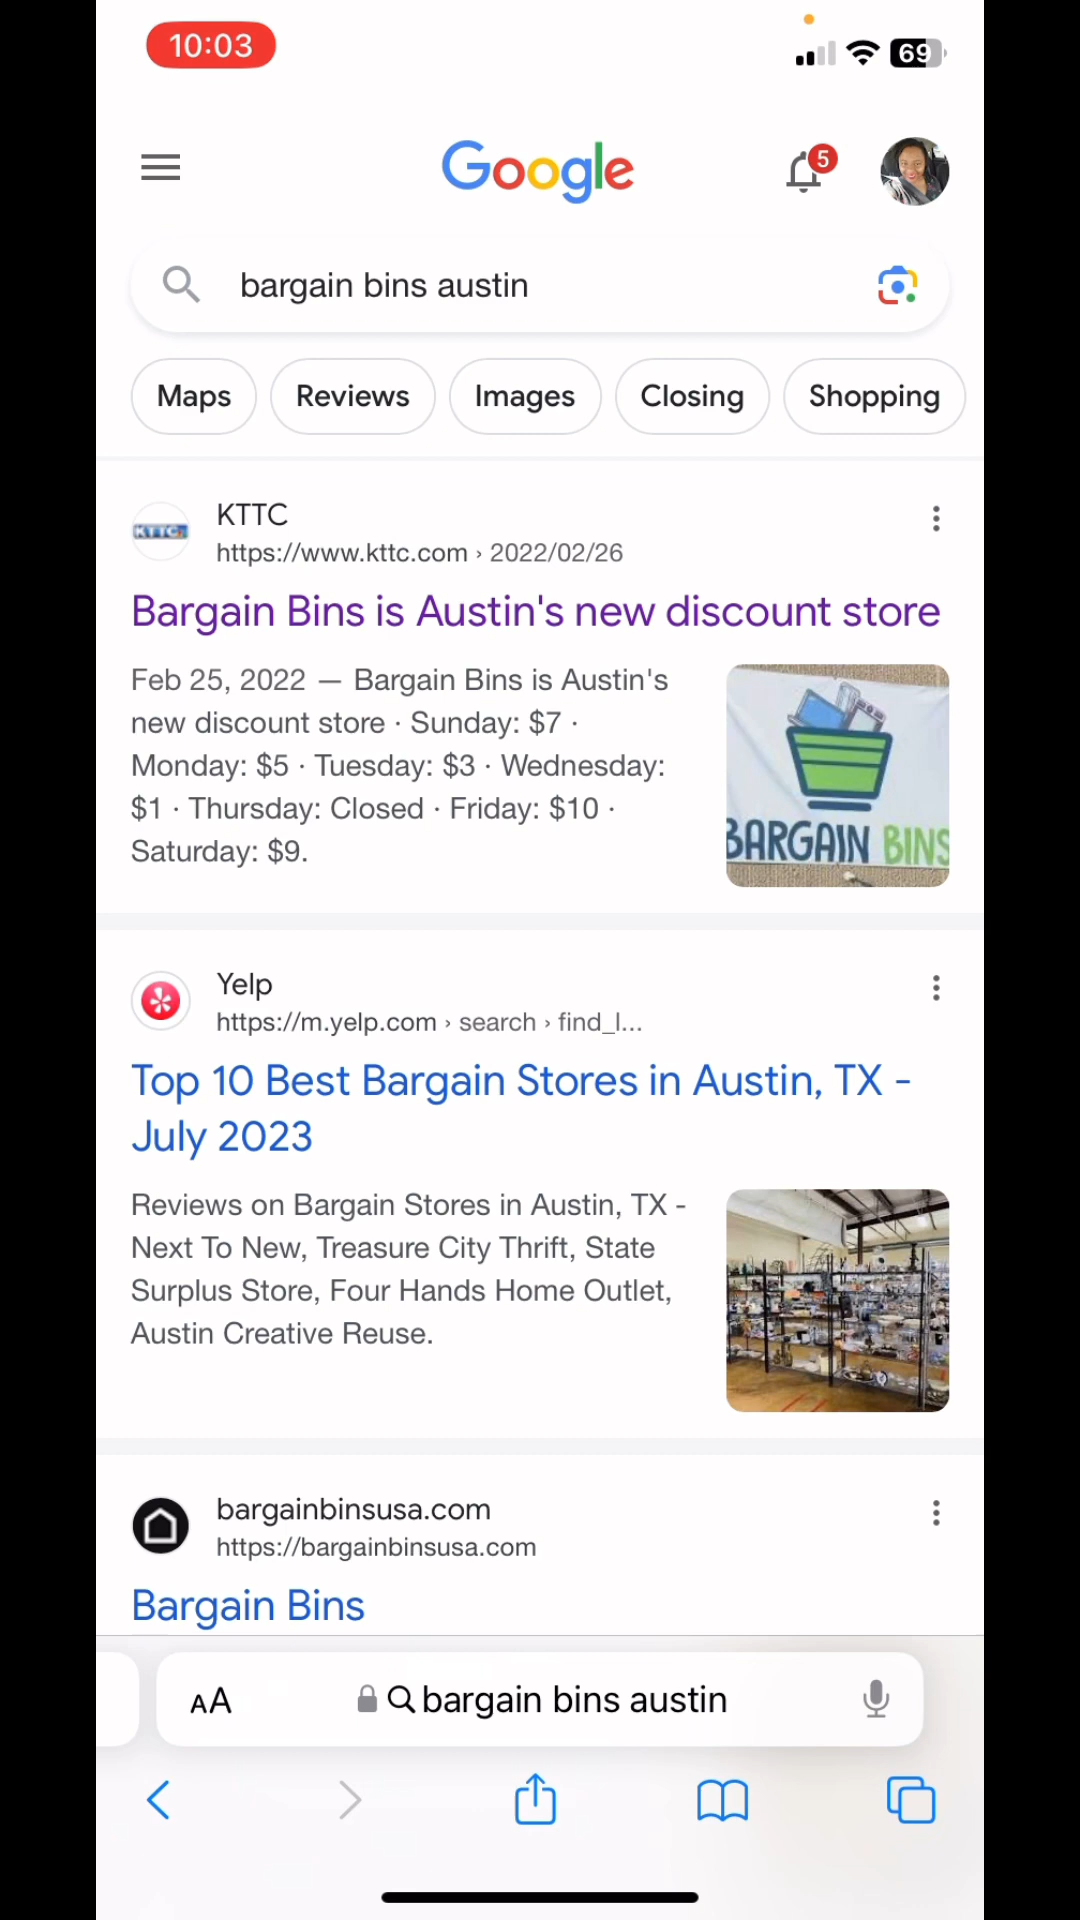 10:03
69
Google
5
bargain bins austin
Maps
Reviews
Images
Closing
Shopping
KTTC
KTTC
https://www.kttc.com › 2022/02/26
Bargain Bins is Austin's new discount store
Feb 25, 2022 — Bargain Bins is Austin's
new discount store · Sunday: $7 ·
Monday: $5 · Tuesday: $3 · Wednesday:
$1 · Thursday: Closed · Friday: $10 ·
Saturday: $9.
BARGAIN BINS
Yelp
https://m.yelp.com › search › find_l...
Top 10 Best Bargain Stores in Austin, TX -
July 2023
Reviews on Bargain Stores in Austin, TX -
Next To New, Treasure City Thrift, State
Surplus Store, Four Hands Home Outlet,
Austin Creative Reuse.
bargainbinsusa.com
https://bargainbinsusa.com
Bargain Bins
AA
bargain bins austin